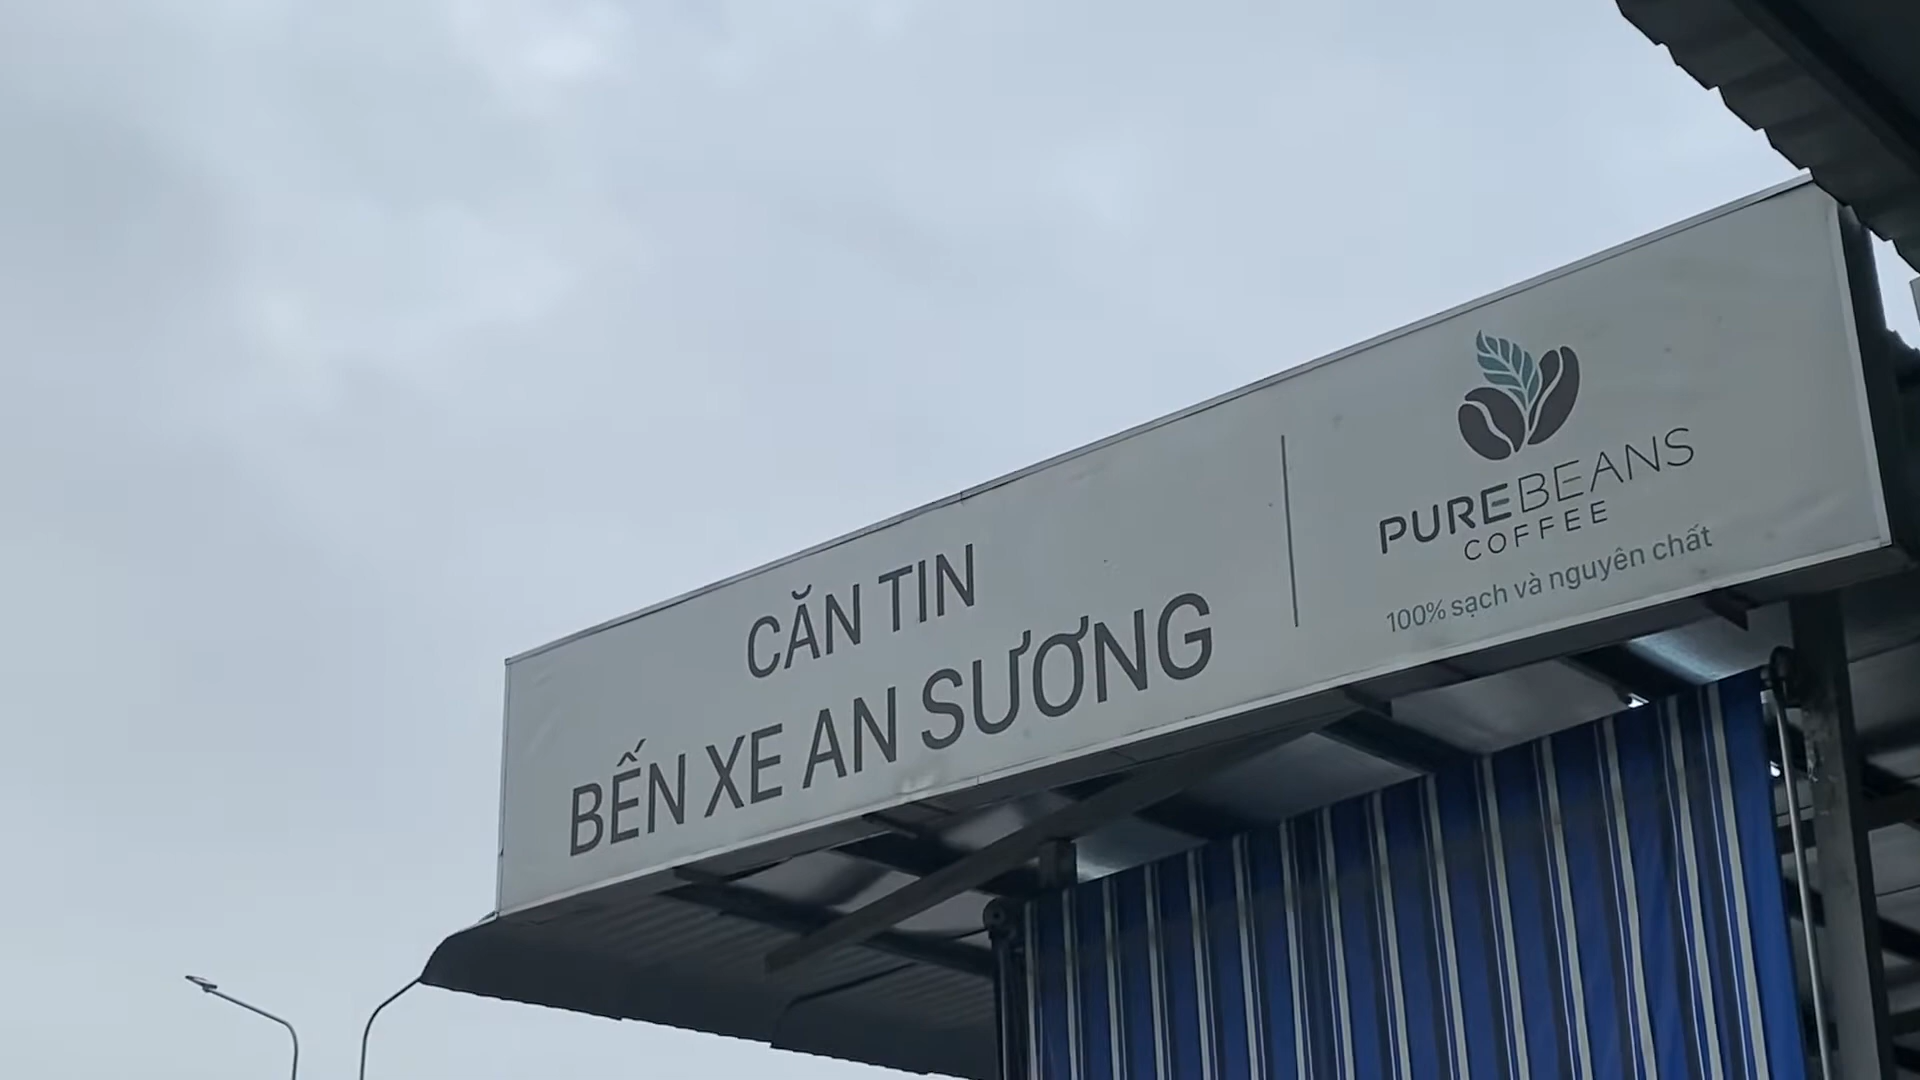 CĂN TIN
BẾN XE AN SƯƠNG
PUREBEANS
COFFEE
100% sạch và nguyên chất